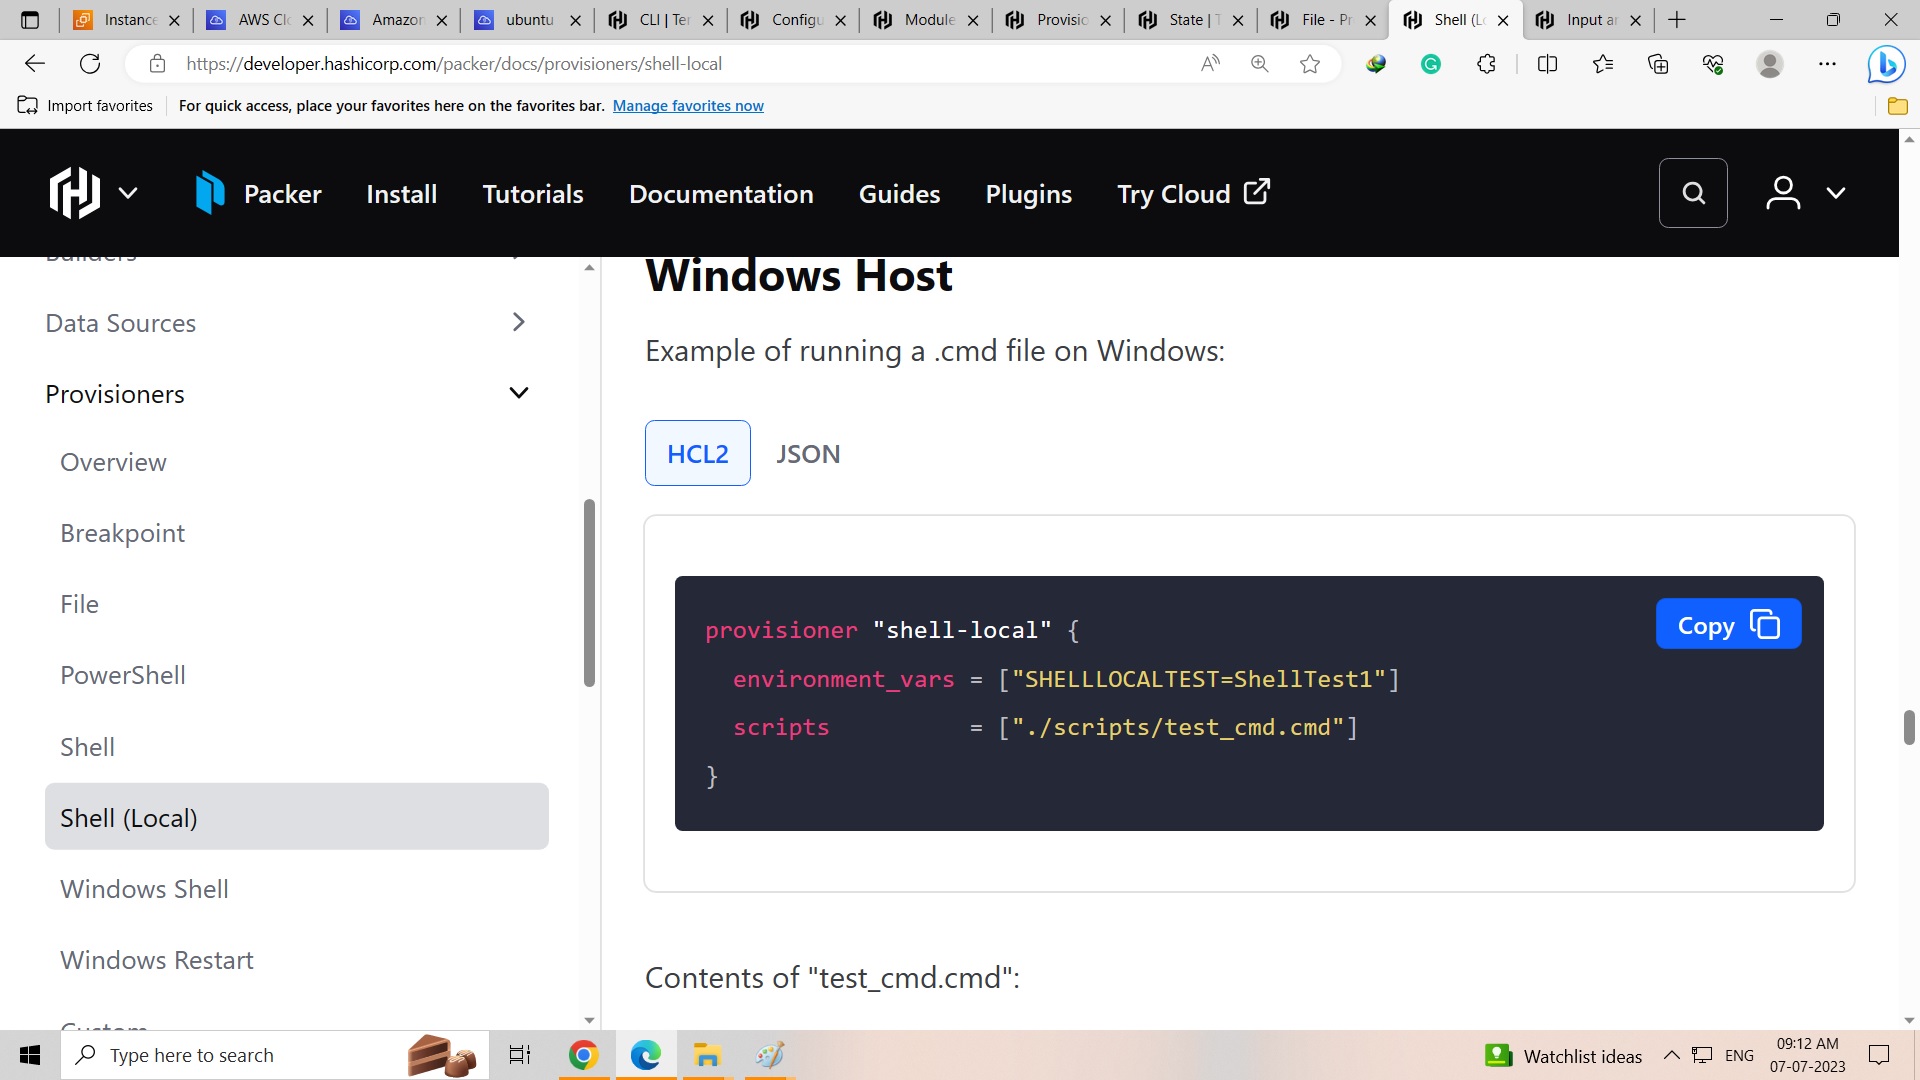 Instance
AWS Clo
Amazon
ubuntu
CLI | Ter
Configu
Module
Provisio
State | T
File - Pr
Shell (Lo
Input ar
https://developer.hashicorp.com/packer/docs/provisioners/shell-local
Import favorites
For quick access, place your favorites here on the favorites bar. Manage favorites now
Packer
Install
Tutorials
Documentation
Guides
Plugins
Try Cloud
Builders
Data Sources
Provisioners
Overview
Breakpoint
File
PowerShell
Shell
Shell (Local)
Windows Shell
Windows Restart
Custom
Windows Host
Example of running a .cmd file on Windows:
HCL2
JSON
Copy
provisioner "shell-local" {
environment_vars = ["SHELLLOCALTEST=ShellTest1"]
scripts = ["./scripts/test_cmd.cmd"]
}
Contents of "test_cmd.cmd":
Type here to search
Watchlist ideas
ENG
09:12 AM
07-07-2023